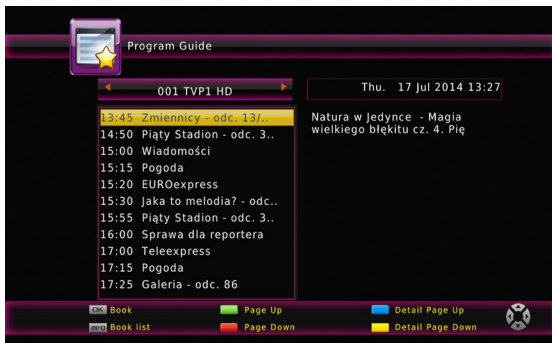 Program Guide
001 TVP1 HD
Thu. 17 Jul 2014 13:27
13:45 Zmiennicy - odc. 13/..
14:50 Piąty Stadion - odc. 3..
15:00 Wiadomości
15:15 Pogoda
15:20 EUROexpress
15:30 Jaka to melodia? - odc..
15:55 Piąty Stadion - odc. 3..
16:00 Sprawa dla reportera
17:00 Teleexpress
17:15 Pogoda
17:25 Galeria - odc. 86
Natura w Jedynce - Magia
wielkiego błękitu cz. 4. Pię
OK Book
Page Up
Detail Page Up
INFO Book list
Page Down
Detail Page Down